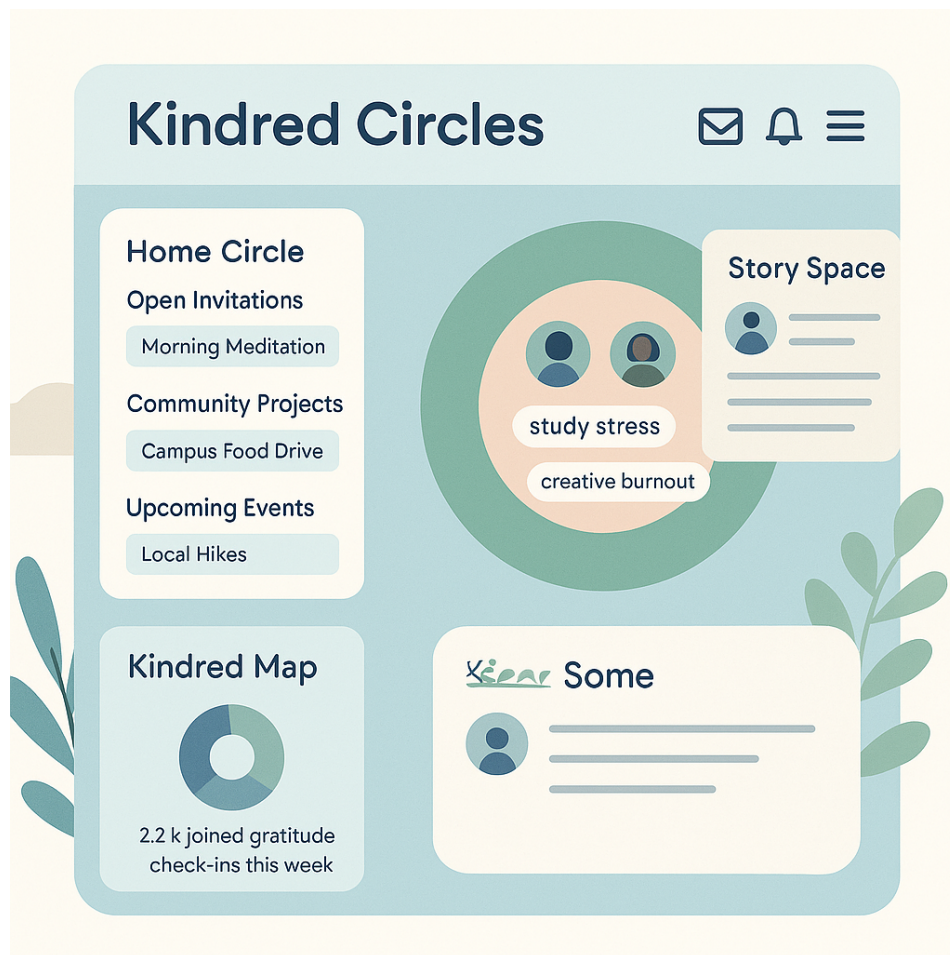 Kindred Circles
Home Circle
Open Invitations
Morning Meditation
Community Projects
Campus Food Drive
Upcoming Events
Local Hikes
study stress
creative burnout
Story Space
Kindred Map
2.2 k joined gratitude
check-ins this week
Some